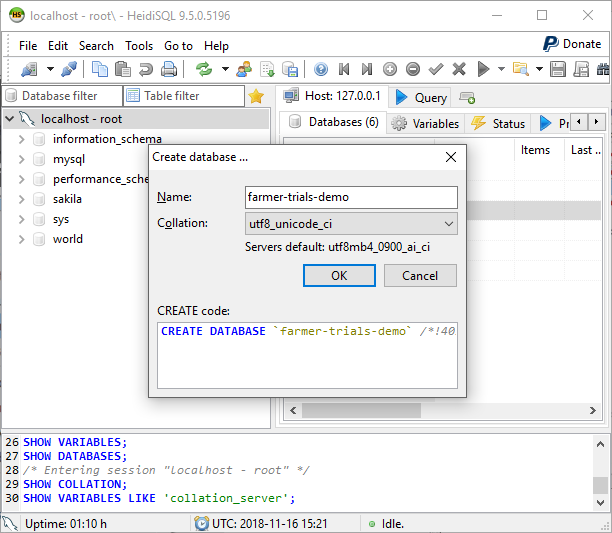 localhost - root\ - HeidiSQL 9.5.0.5196
File Edit Search Tools Go to Help Donate
Database filter Table filter
Host: 127.0.0.1 Query
Databases (6) Variables Status
Items Last ...
localhost - root
information_schema
mysql
performance_sche
sakila
sys
world
Create database ...
Name: farmer-trials-demo
Collation: utf8_unicode_ci
Servers default: utf8mb4_0900_ai_ci
OK Cancel
CREATE code:
CREATE DATABASE `farmer-trials-demo` /*!40
26 SHOW VARIABLES;
27 SHOW DATABASES;
28 /* Entering session "localhost - root" */
29 SHOW COLLATION;
30 SHOW VARIABLES LIKE 'collation_server';
Uptime: 01:10 h UTC: 2018-11-16 15:21 Idle.